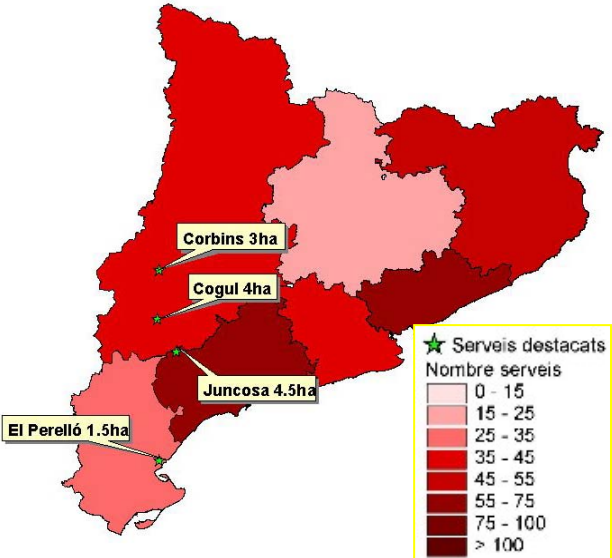 Corbins 3ha
Cogul 4ha
Juncosa 4.5ha
El Perelló 1.5ha
Serveis destacats
Nombre serveis
0 - 15
15 - 25
25 - 35
35 - 45
45 - 55
55 - 75
75 - 100
> 100